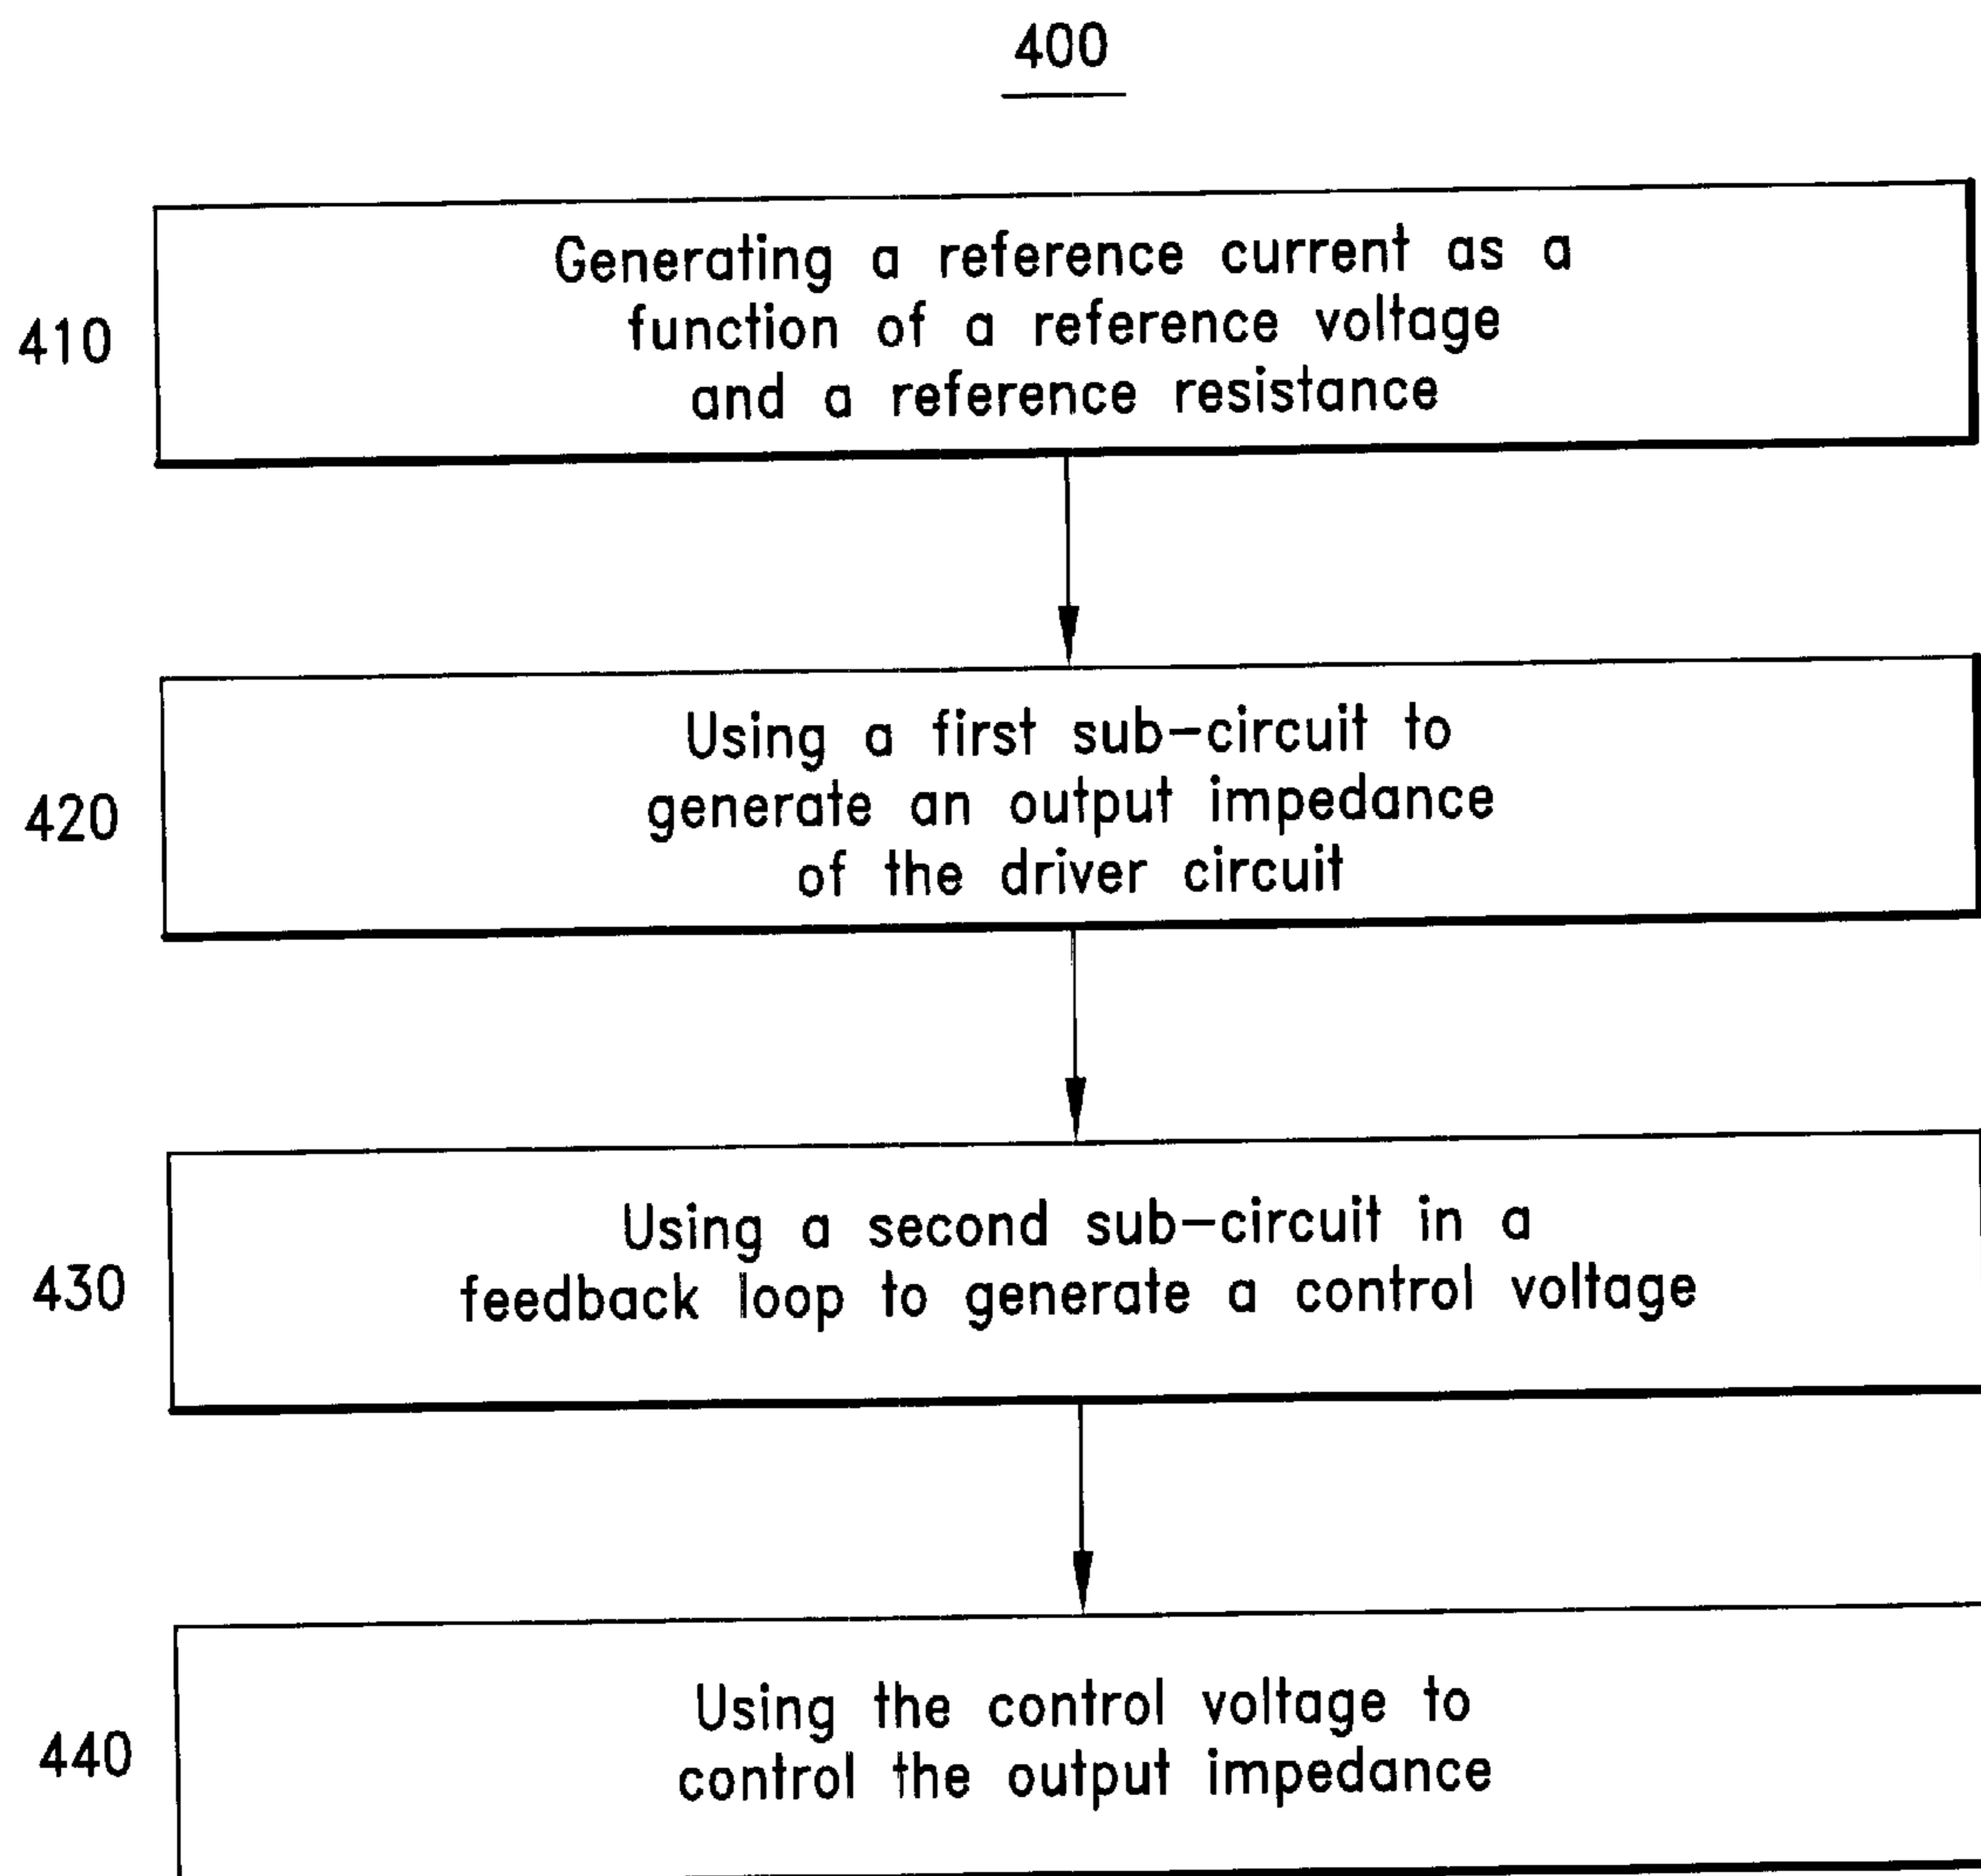 400
410
Generating a reference current as a
function of a reference voltage
and a reference resistance
420
Using a first sub-circuit to
generate an output impedance
of the driver circuit
430
Using a second sub-circuit in a
feedback loop to generate a control voltage
440
Using the control voltage to
control the output impedance